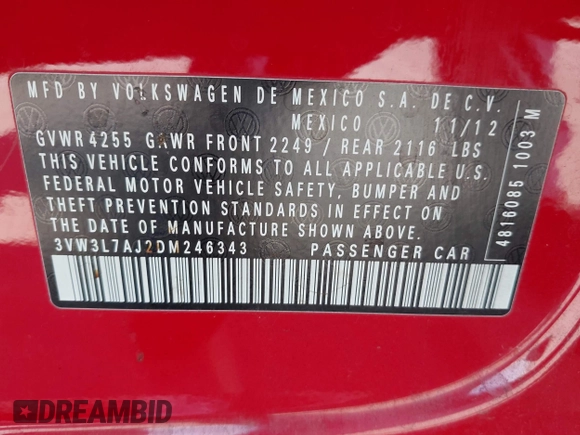 MFD BY VOLKSWAGEN DE MEXICO S.A. DE C.V.
MEXICO 11/12
GVWR 4255 GAWR FRONT 2249 / REAR 2116 LBS
THIS VEHICLE CONFORMS TO ALL APPLICABLE U.S.
FEDERAL MOTOR VEHICLE SAFETY, BUMPER AND
THEFT PREVENTION STANDARDS IN EFFECT ON
THE DATE OF MANUFACTURE SHOWN ABOVE.
3VW3L7AJ2DM246343 PASSENGER CAR
4816085 1003 M
DREAMBID